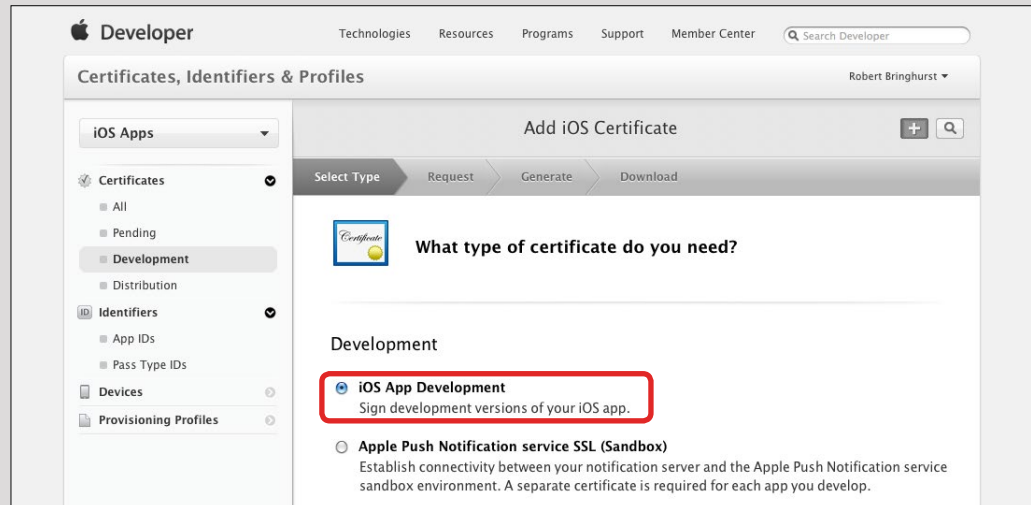 Developer
Technologies Resources Programs Support Member Center Search Developer
Certificates, Identifiers & Profiles
Robert Bringhurst
iOS Apps
Certificates
All
Pending
Development
Distribution
ID Identifiers
App IDs
Pass Type IDs
Devices
Provisioning Profiles
Add iOS Certificate
Select Type Request Generate Download
Certificate
What type of certificate do you need?
Development
iOS App Development
Sign development versions of your iOS app.
Apple Push Notification service SSL (Sandbox)
Establish connectivity between your notification server and the Apple Push Notification service
sandbox environment. A separate certificate is required for each app you develop.